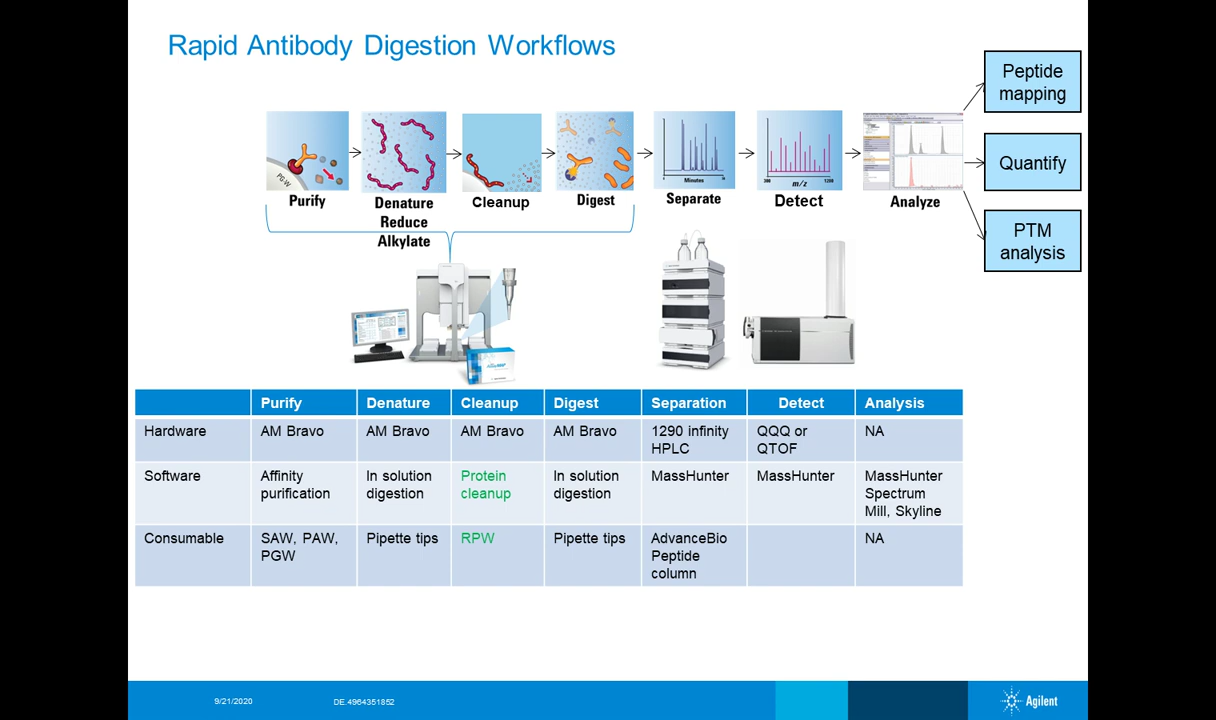 Rapid Antibody Digestion Workflows
Peptide
mapping
Quantify
PTM
analysis
PG-W
Minutes
300
m/z
1200
Purify
Denature
Reduce
Alkylate
Cleanup
Digest
Separate
Detect
Analyze
Purify Denature Cleanup Digest Separation Detect Analysis
Hardware AM Bravo AM Bravo AM Bravo AM Bravo 1290 infinity HPLC QQQ or QTOF NA
Software Affinity purification In solution digestion Protein cleanup In solution digestion MassHunter MassHunter MassHunter Spectrum Mill, Skyline
Consumable SAW, PAW, PGW Pipette tips RPW Pipette tips AdvanceBio Peptide column NA
9/21/2020
DE.4964351852
Agilent